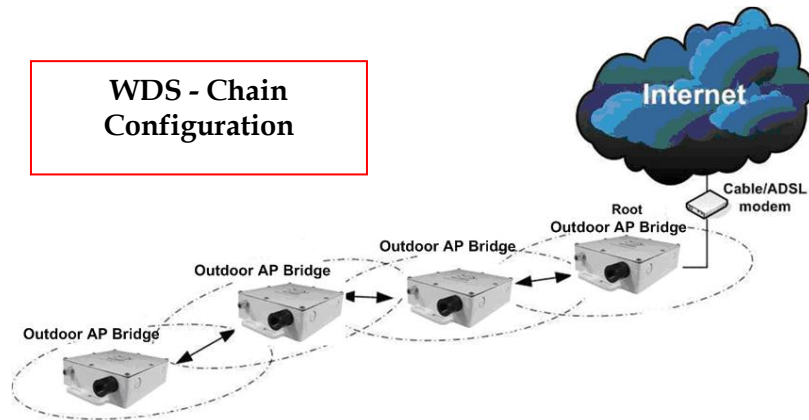 WDS - Chain
Configuration
Internet
Cable/ADSL
modem
Root
Outdoor AP Bridge
Outdoor AP Bridge
Outdoor AP Bridge
Outdoor AP Bridge